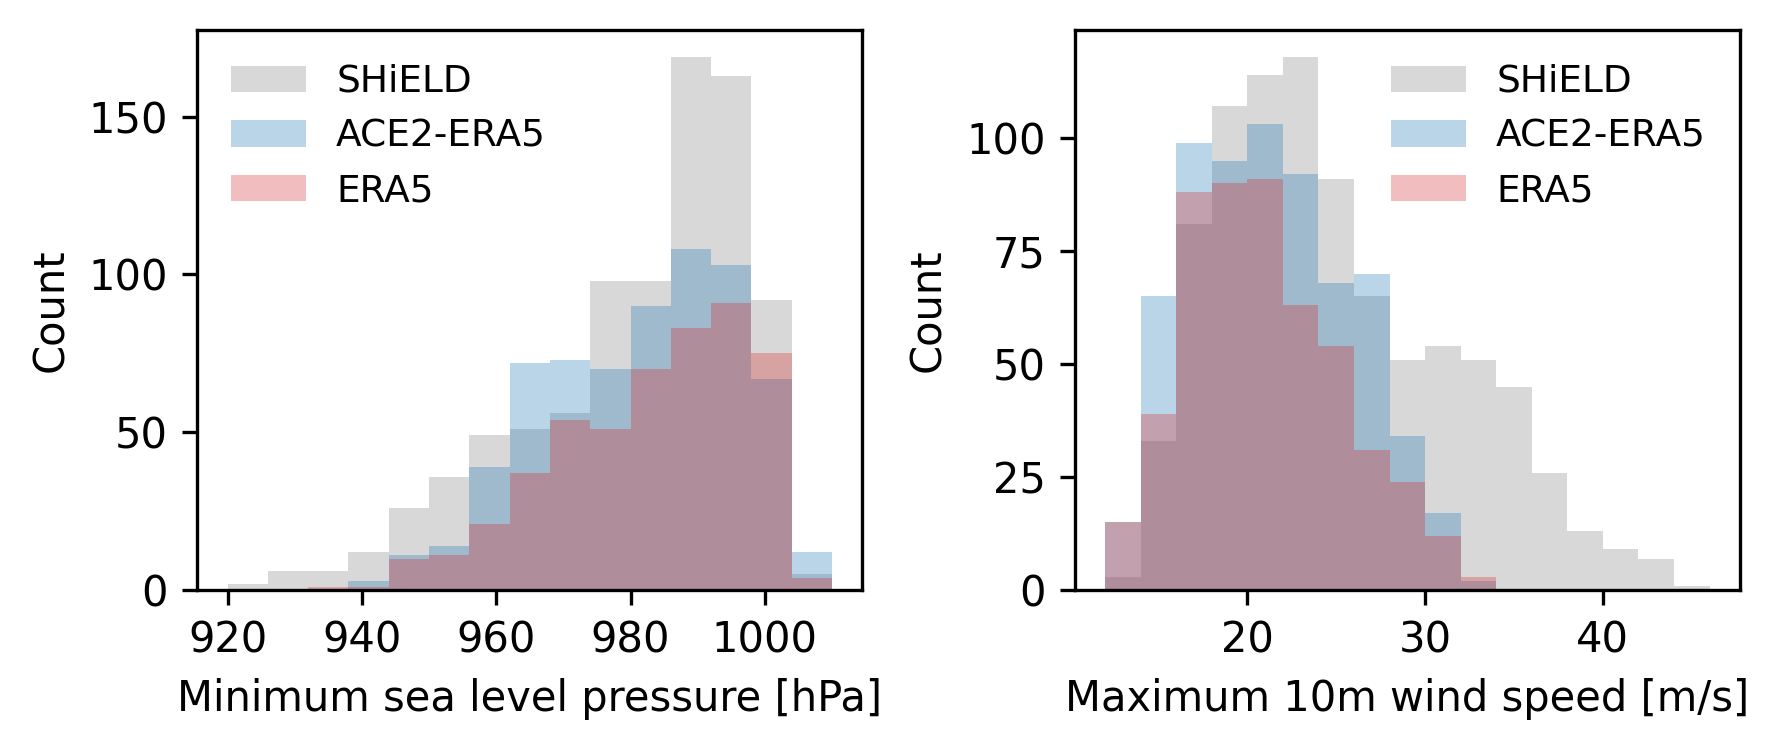 SHiELD
ACE2-ERA5
ERA5
150
100
50
0
Count
920 940 960 980 1000
Minimum sea level pressure [hPa]
SHiELD
ACE2-ERA5
ERA5
100
75
50
25
0
Count
20 30 40
Maximum 10m wind speed [m/s]